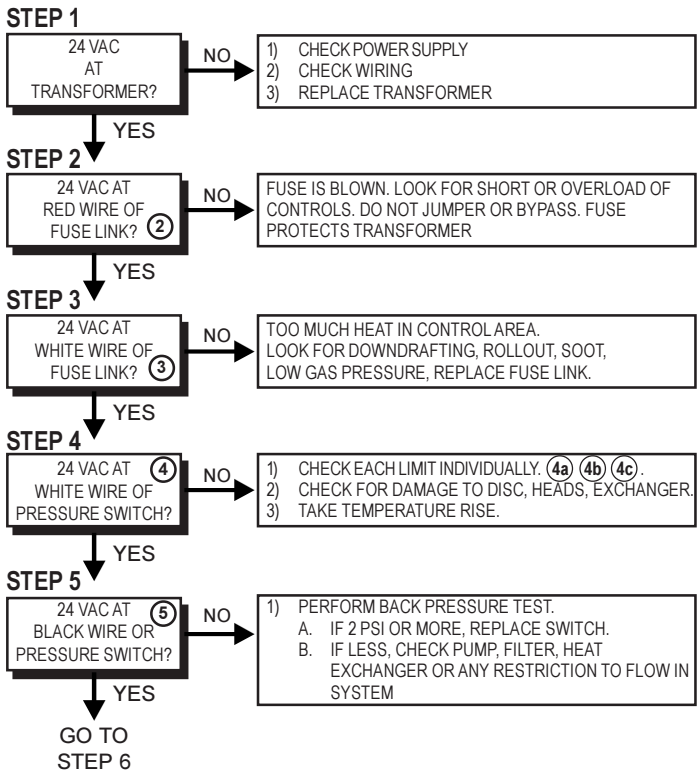 STEP 1
24 VAC
AT
TRANSFORMER?
NO
1) CHECK POWER SUPPLY
2) CHECK WIRING
3) REPLACE TRANSFORMER
YES
STEP 2
24 VAC AT
RED WIRE OF
FUSE LINK? 2
NO
FUSE IS BLOWN. LOOK FOR SHORT OR OVERLOAD OF
CONTROLS. DO NOT JUMPER OR BYPASS. FUSE
PROTECTS TRANSFORMER
YES
STEP 3
24 VAC AT
WHITE WIRE OF
FUSE LINK? 3
NO
TOO MUCH HEAT IN CONTROL AREA.
LOOK FOR DOWNDRAFTING, ROLLOUT, SOOT,
LOW GAS PRESSURE, REPLACE FUSE LINK.
YES
STEP 4
24 VAC AT 4
WHITE WIRE OF
PRESSURE SWITCH?
NO
1) CHECK EACH LIMIT INDIVIDUALLY. 4a 4b 4c .
2) CHECK FOR DAMAGE TO DISC, HEADS, EXCHANGER.
3) TAKE TEMPERATURE RISE.
YES
STEP 5
24 VAC AT 5
BLACK WIRE OR
PRESSURE SWITCH?
NO
1) PERFORM BACK PRESSURE TEST.
A. IF 2 PSI OR MORE, REPLACE SWITCH.
B. IF LESS, CHECK PUMP, FILTER, HEAT
EXCHANGER OR ANY RESTRICTION TO FLOW IN
SYSTEM
YES
GO TO
STEP 6